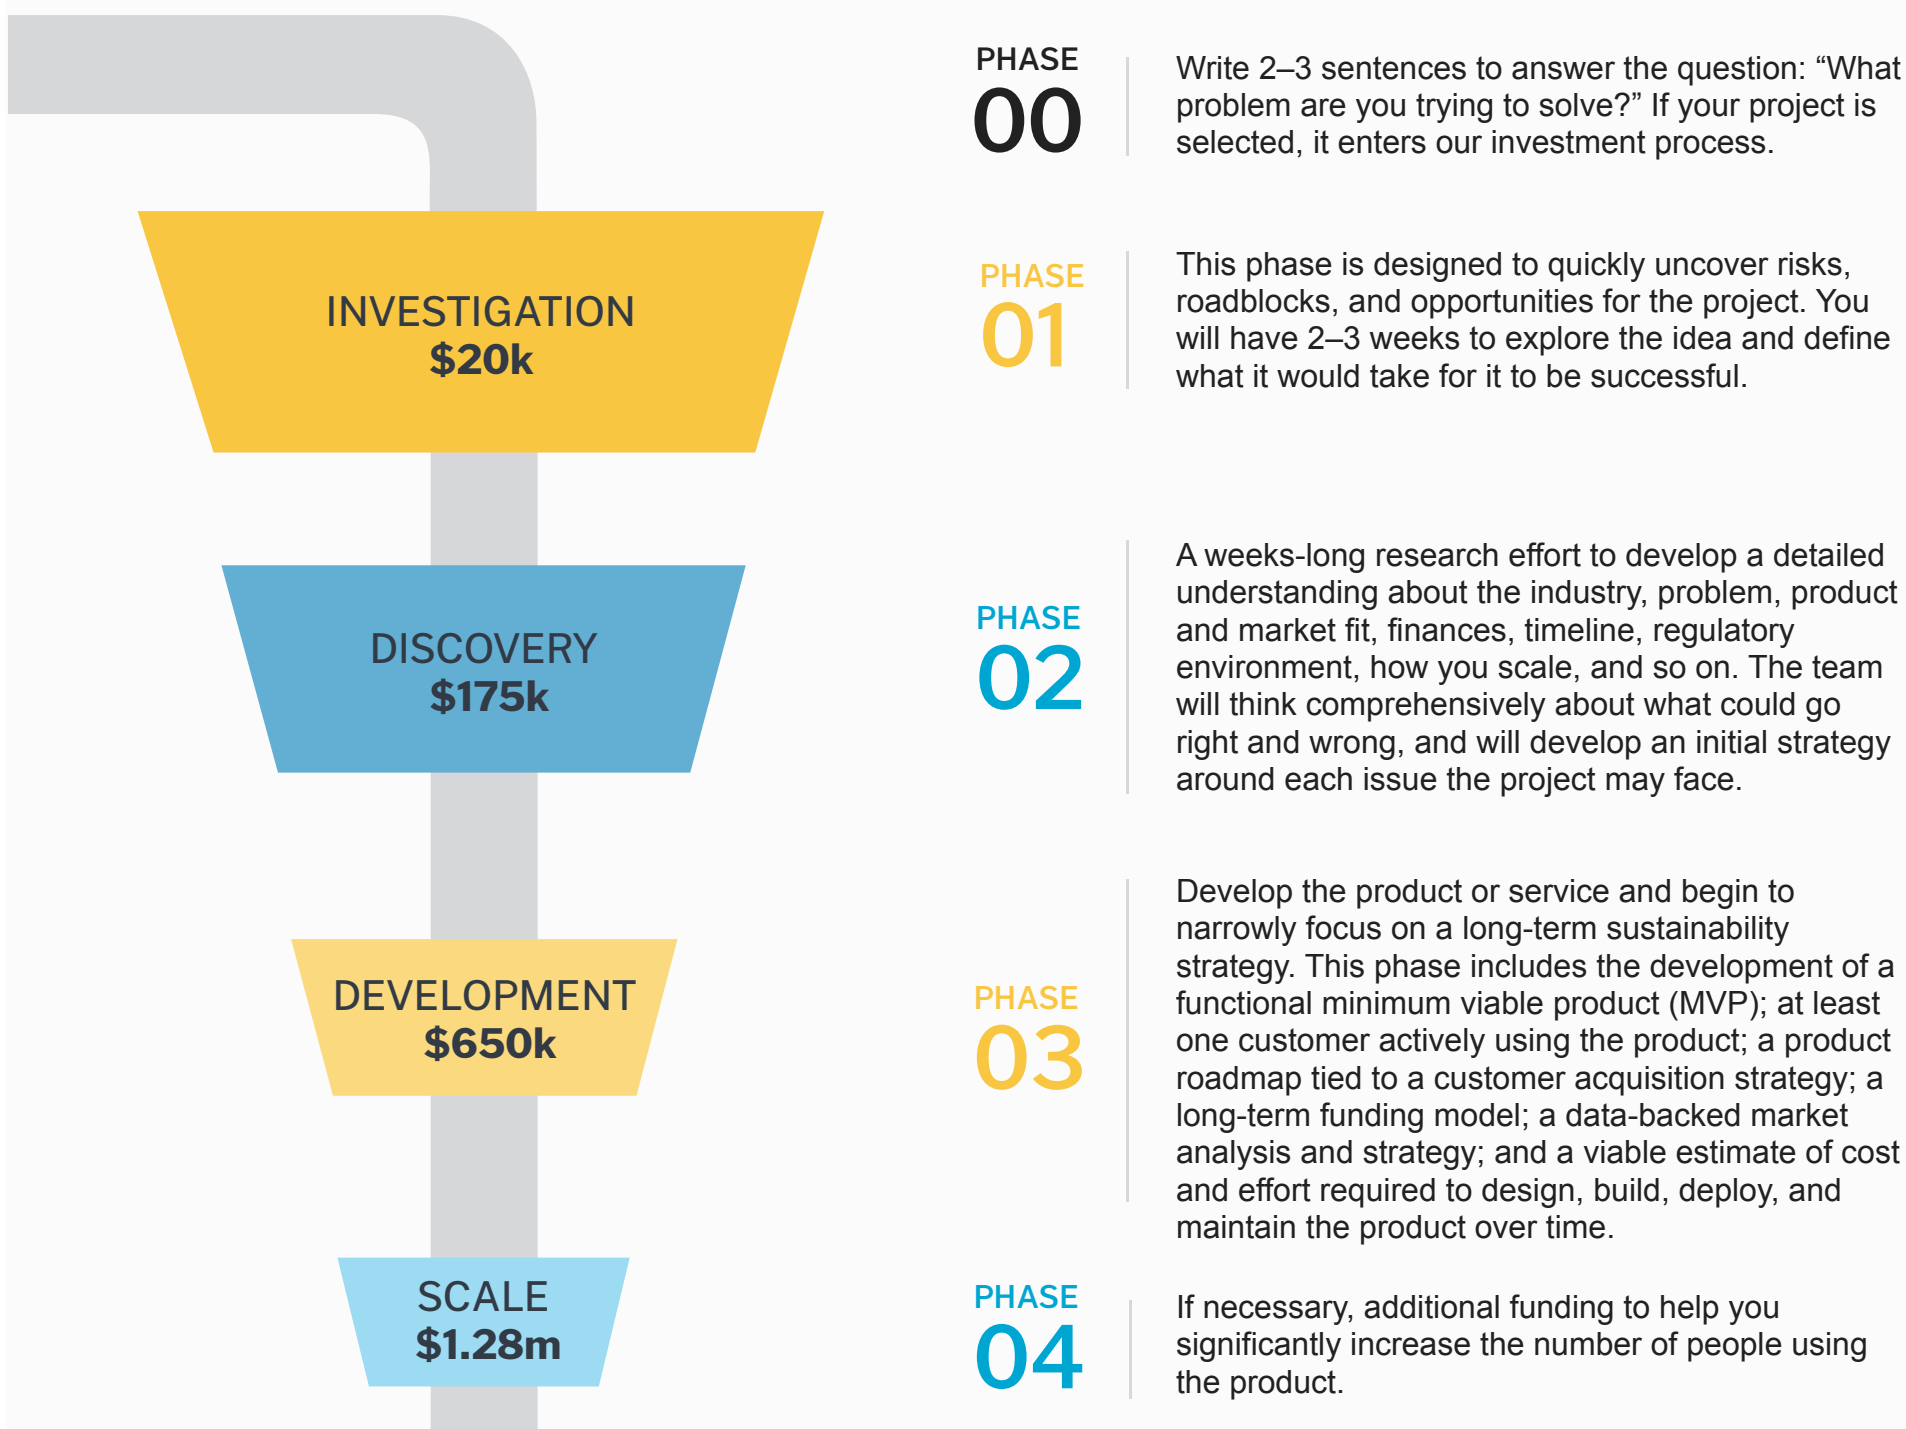 PHASE
00
Write 2–3 sentences to answer the question: “What
problem are you trying to solve?” If your project is
selected, it enters our investment process.
INVESTIGATION
$20k
PHASE
01
This phase is designed to quickly uncover risks,
roadblocks, and opportunities for the project. You
will have 2–3 weeks to explore the idea and define
what it would take for it to be successful.
DISCOVERY
$175k
PHASE
02
A weeks-long research effort to develop a detailed
understanding about the industry, problem, product
and market fit, finances, timeline, regulatory
environment, how you scale, and so on. The team
will think comprehensively about what could go
right and wrong, and will develop an initial strategy
around each issue the project may face.
DEVELOPMENT
$650k
PHASE
03
Develop the product or service and begin to
narrowly focus on a long-term sustainability
strategy. This phase includes the development of a
functional minimum viable product (MVP); at least
one customer actively using the product; a product
roadmap tied to a customer acquisition strategy; a
long-term funding model; a data-backed market
analysis and strategy; and a viable estimate of cost
and effort required to design, build, deploy, and
maintain the product over time.
SCALE
$1.28m
PHASE
04
If necessary, additional funding to help you
significantly increase the number of people using
the product.